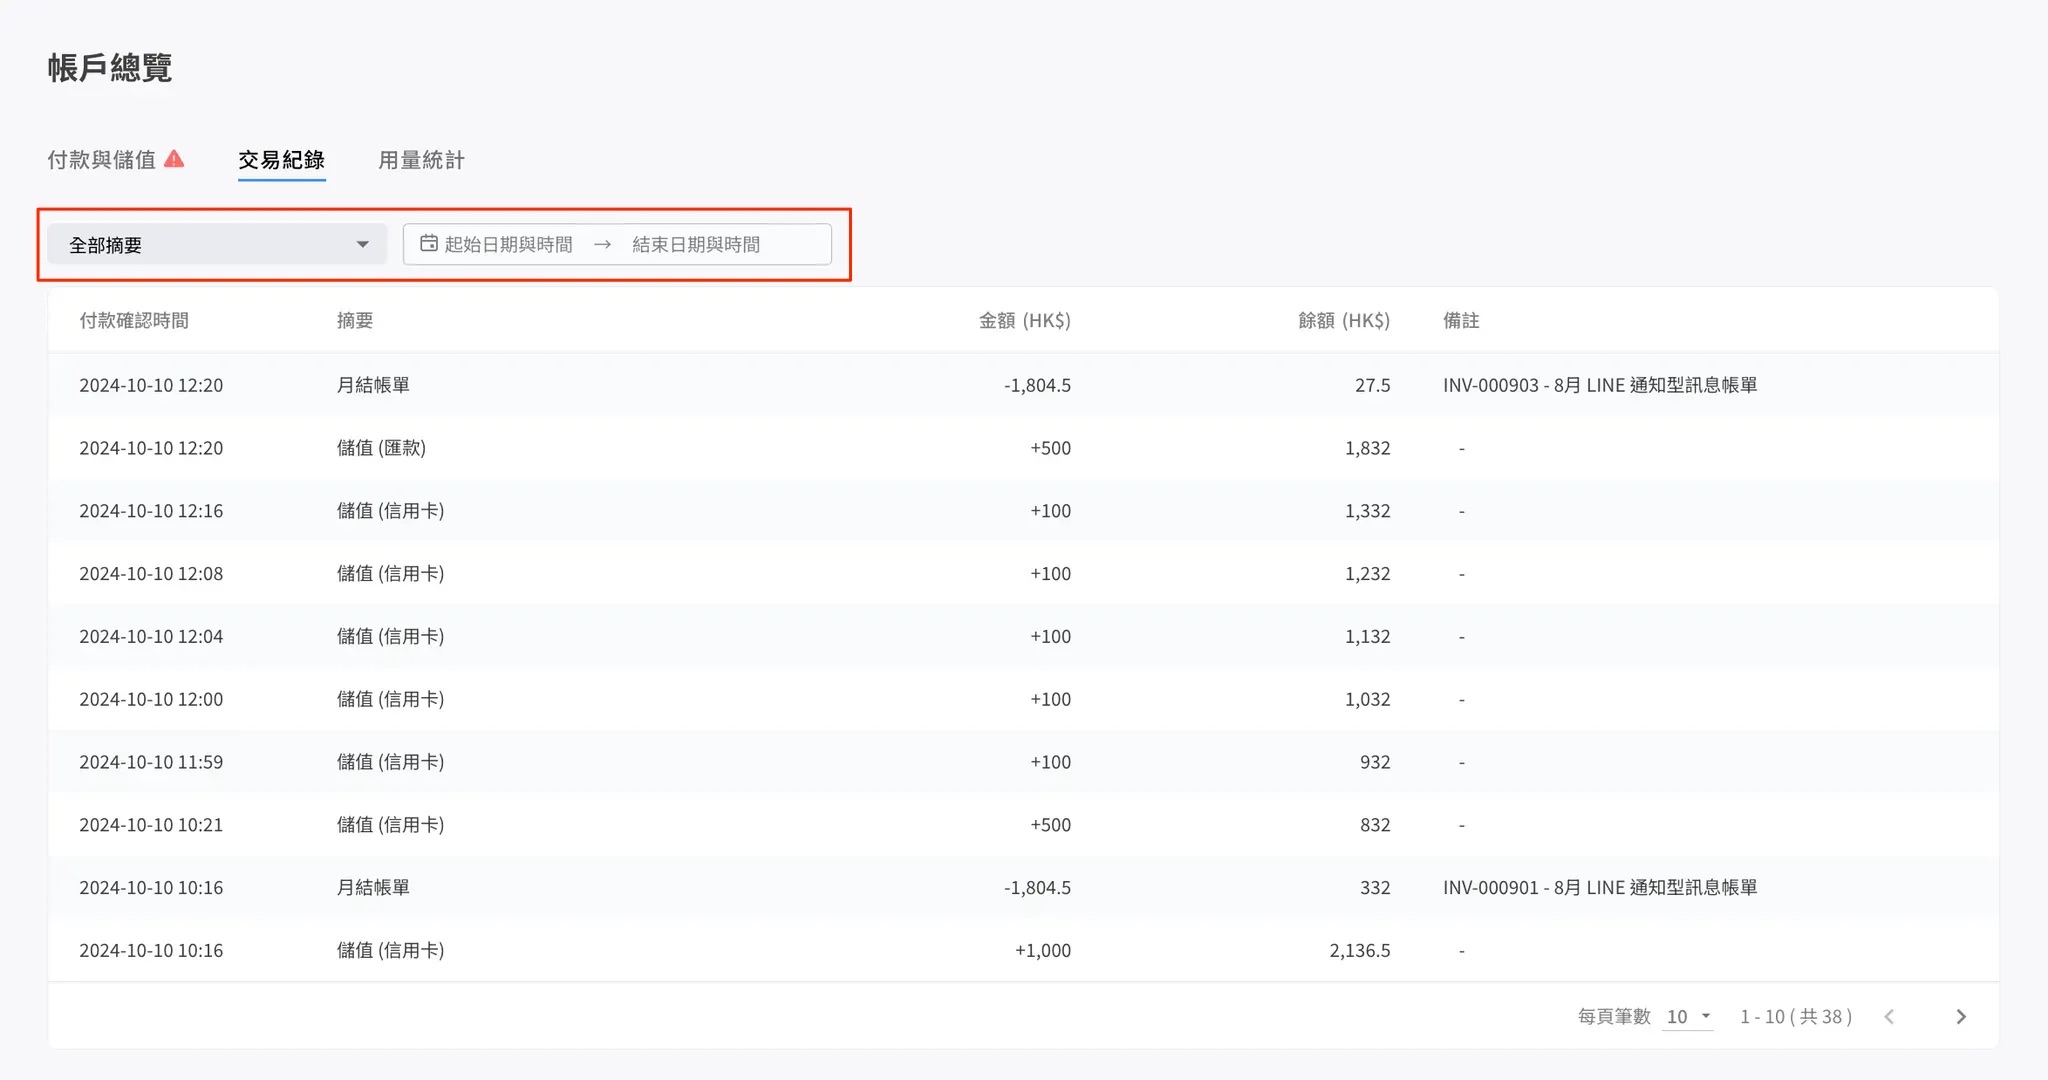 帳戶總覽
付款與儲值 交易紀錄 用量統計
全部摘要 起始日期與時間 → 結束日期與時間
付款確認時間 摘要 金額 (HK$) 餘額 (HK$) 備註
2024-10-10 12:20 月結帳單 -1,804.5 27.5 INV-000903 - 8月 LINE 通知型訊息帳單
2024-10-10 12:20 儲值 (匯款) +500 1,832 -
2024-10-10 12:16 儲值 (信用卡) +100 1,332 -
2024-10-10 12:08 儲值 (信用卡) +100 1,232 -
2024-10-10 12:04 儲值 (信用卡) +100 1,132 -
2024-10-10 12:00 儲值 (信用卡) +100 1,032 -
2024-10-10 11:59 儲值 (信用卡) +100 932 -
2024-10-10 10:21 儲值 (信用卡) +500 832 -
2024-10-10 10:16 月結帳單 -1,804.5 332 INV-000901 - 8月 LINE 通知型訊息帳單
2024-10-10 10:16 儲值 (信用卡) +1,000 2,136.5 -
每頁筆數 10 1 - 10 ( 共 38 )